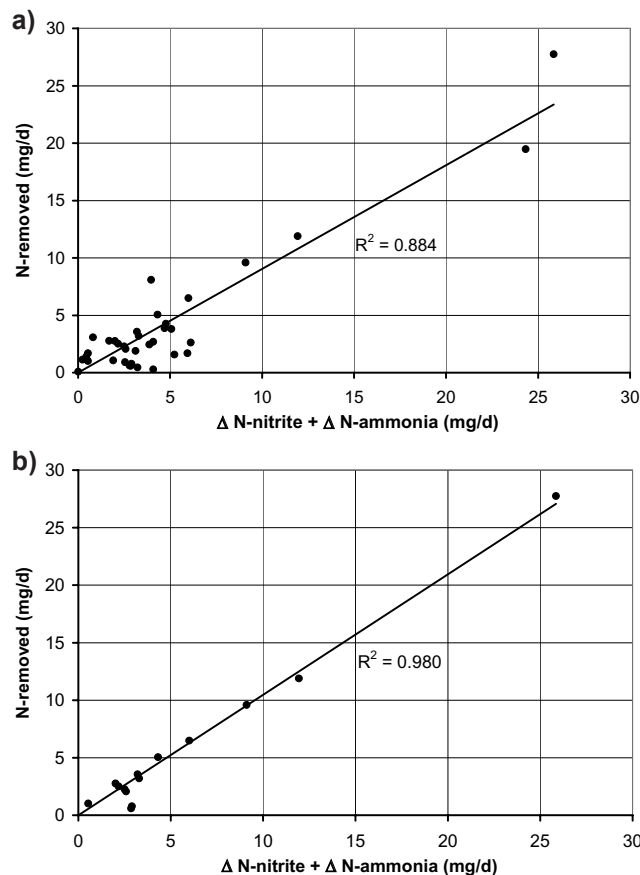 a)
30
25
20
15
10
5
0
N-removed (mg/d)
R² = 0.884
0 5 10 15 20 25 30
Δ N-nitrite + Δ N-ammonia (mg/d)
b)
30
25
20
15
10
5
0
N-removed (mg/d)
R² = 0.980
0 5 10 15 20 25 30
Δ N-nitrite + Δ N-ammonia (mg/d)